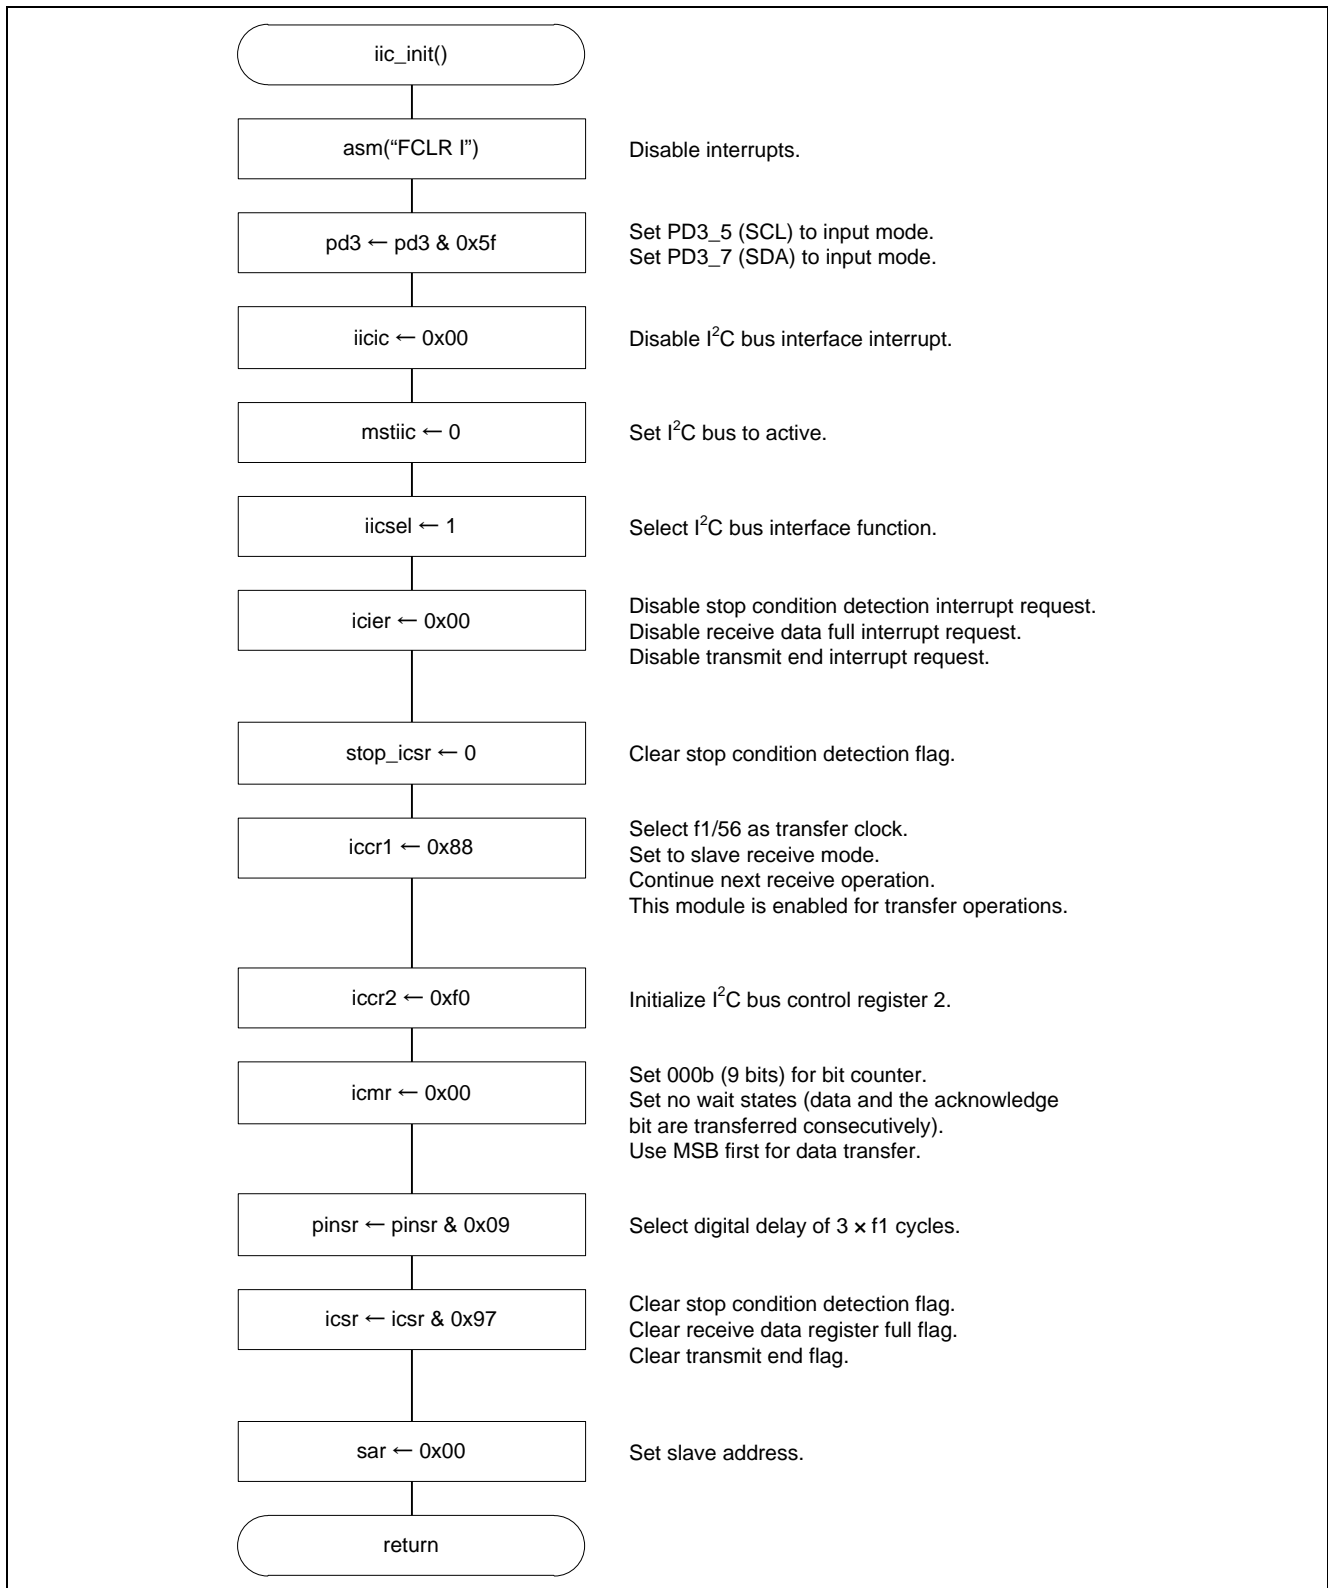 iic_init()
asm(“FCLR I”)
Disable interrupts.
pd3 ← pd3 & 0x5f
Set PD3_5 (SCL) to input mode.
Set PD3_7 (SDA) to input mode.
iicic ← 0x00
Disable I²C bus interface interrupt.
mstiic ← 0
Set I²C bus to active.
iicsel ← 1
Select I²C bus interface function.
icier ← 0x00
Disable stop condition detection interrupt request.
Disable receive data full interrupt request.
Disable transmit end interrupt request.
stop_icsr ← 0
Clear stop condition detection flag.
iccr1 ← 0x88
Select f1/56 as transfer clock.
Set to slave receive mode.
Continue next receive operation.
This module is enabled for transfer operations.
iccr2 ← 0xf0
Initialize I²C bus control register 2.
icmr ← 0x00
Set 000b (9 bits) for bit counter.
Set no wait states (data and the acknowledge
bit are transferred consecutively).
Use MSB first for data transfer.
pinsr ← pinsr & 0x09
Select digital delay of 3 × f1 cycles.
icsr ← icsr & 0x97
Clear stop condition detection flag.
Clear receive data register full flag.
Clear transmit end flag.
sar ← 0x00
Set slave address.
return